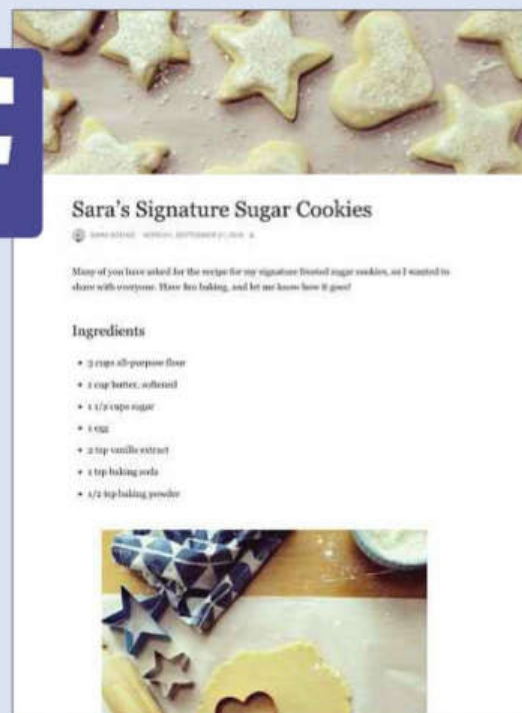 Sara's Signature Sugar Cookies
MONDAY, SEPTEMBER
Many of you have asked for the recipe for my signature frosted sugar cookies, so I wanted to
share with everyone. Have fun baking, and let me know how it goes!
Ingredients
• 3 cups all-purpose flour
• 1 cup butter, softened
• 1 1/2 cups sugar
• 1 egg
• 2 tsp vanilla extract
• 1 tsp baking soda
• 1/2 tsp baking powder